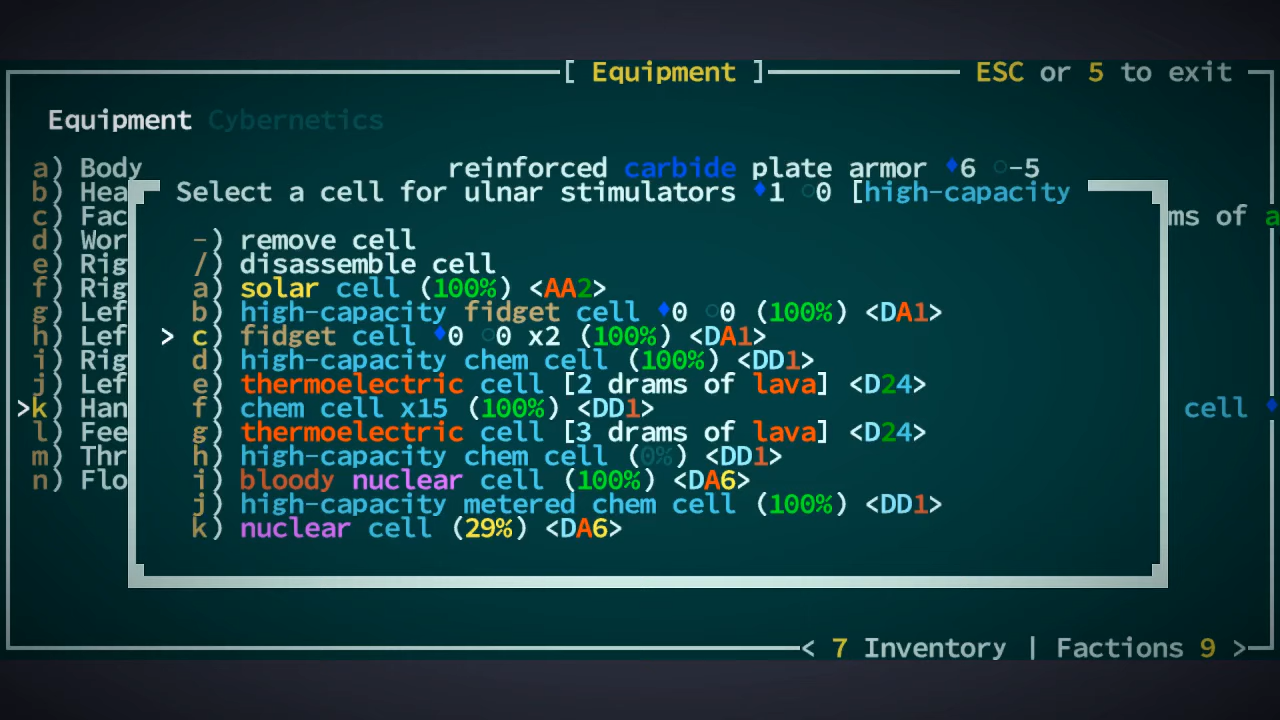 [ Equipment ] ESC or 5 to exit
Equipment Cybernetics
a) Body reinforced carbide plate armor ♦6 ○-5
b) Hea Select a cell for ulnar stimulators ♦1 ○0 [high-capacity
c) Fac ms of a
d) Wor -) remove cell
e) Rig /) disassemble cell
f) Rig a) solar cell (100%) <AA2>
g) Lef b) high-capacity fidget cell ♦0 ○0 (100%) <DA1>
h) Lef > c) fidget cell ♦0 ○0 x2 (100%) <DA1>
i) Rig d) high-capacity chem cell (100%) <DD1>
j) Lef e) thermoelectric cell [2 drams of lava] <D24>
>k) Han f) chem cell x15 (100%) <DD1> cell ♦
l) Fee g) thermoelectric cell [3 drams of lava] <D24>
m) Thr h) high-capacity chem cell (0%) <DD1>
n) Flo i) bloody nuclear cell (100%) <DA6>
j) high-capacity metered chem cell (100%) <DD1>
k) nuclear cell (29%) <DA6>
< 7 Inventory | Factions 9 >